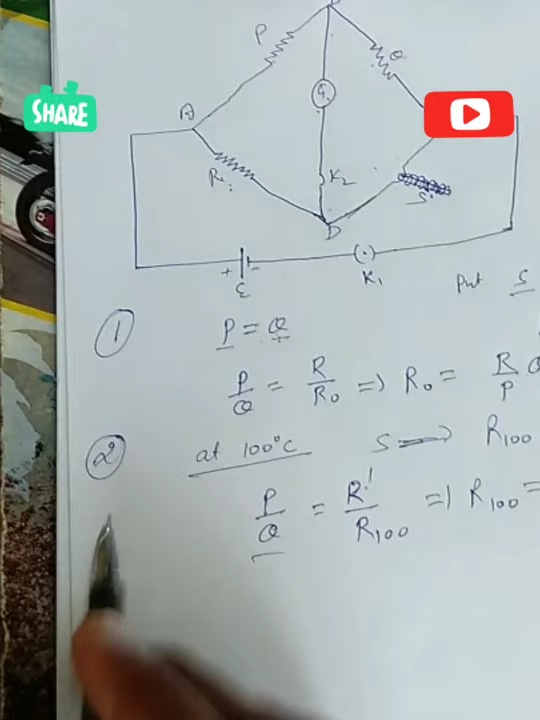 SHARE
P
Q
A
G
R
K2
S
D
+ -
ε
K1
Put S
1 P = Q
P/Q = R/R0 => R0 = R/P Q
2 at 100°C S => R100
P/Q = R'/R100 => R100 =